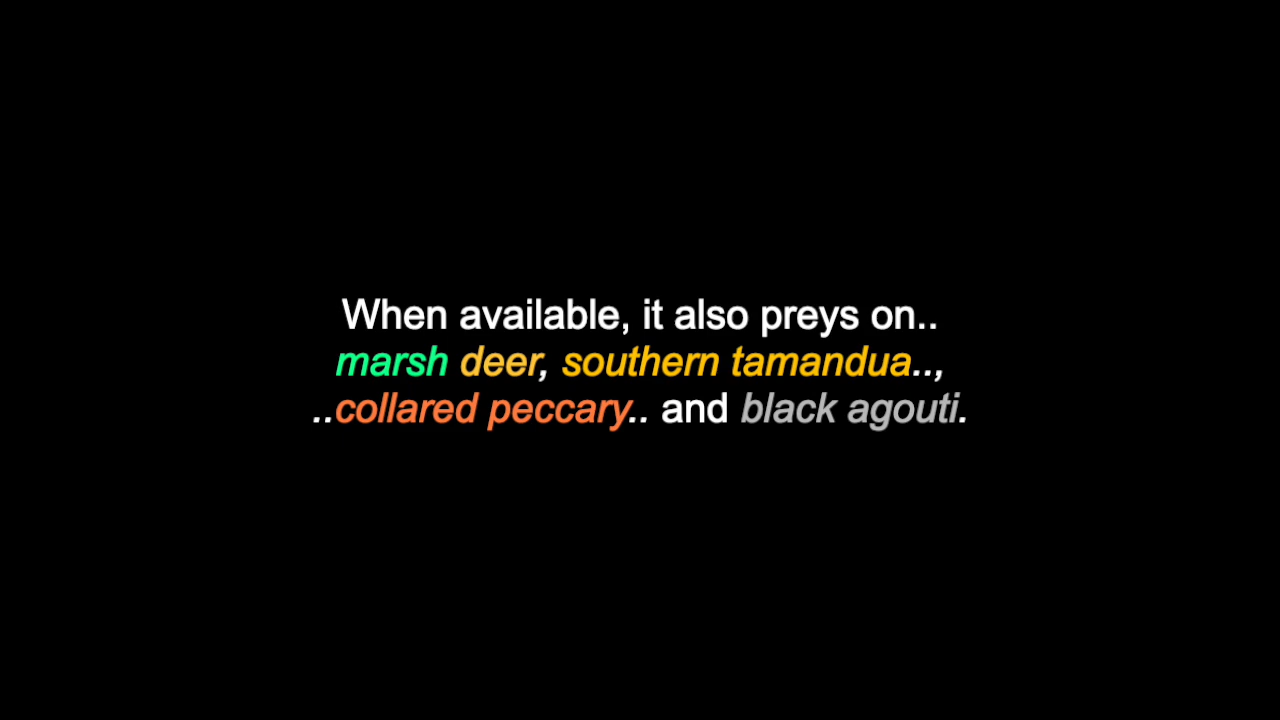 When available, it also preys on..
marsh deer, southern tamandua..,
..collared peccary.. and black agouti.